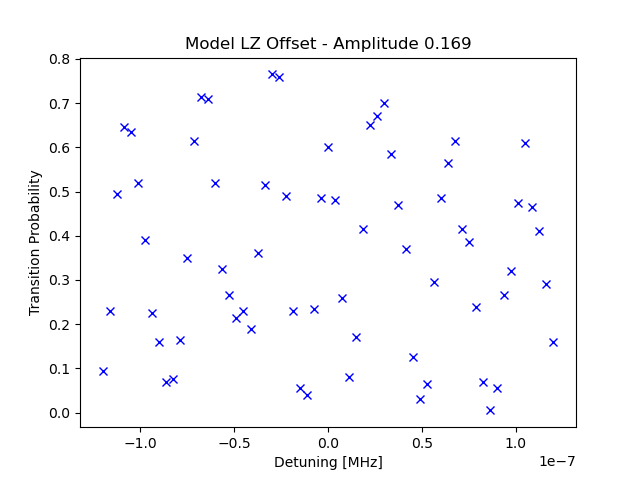 Model LZ Offset - Amplitude 0.169
Transition Probability
0.8
0.7
0.6
0.5
0.4
0.3
0.2
0.1
0.0
−1.0 −0.5 0.0 0.5 1.0
1e−7
Detuning [MHz]